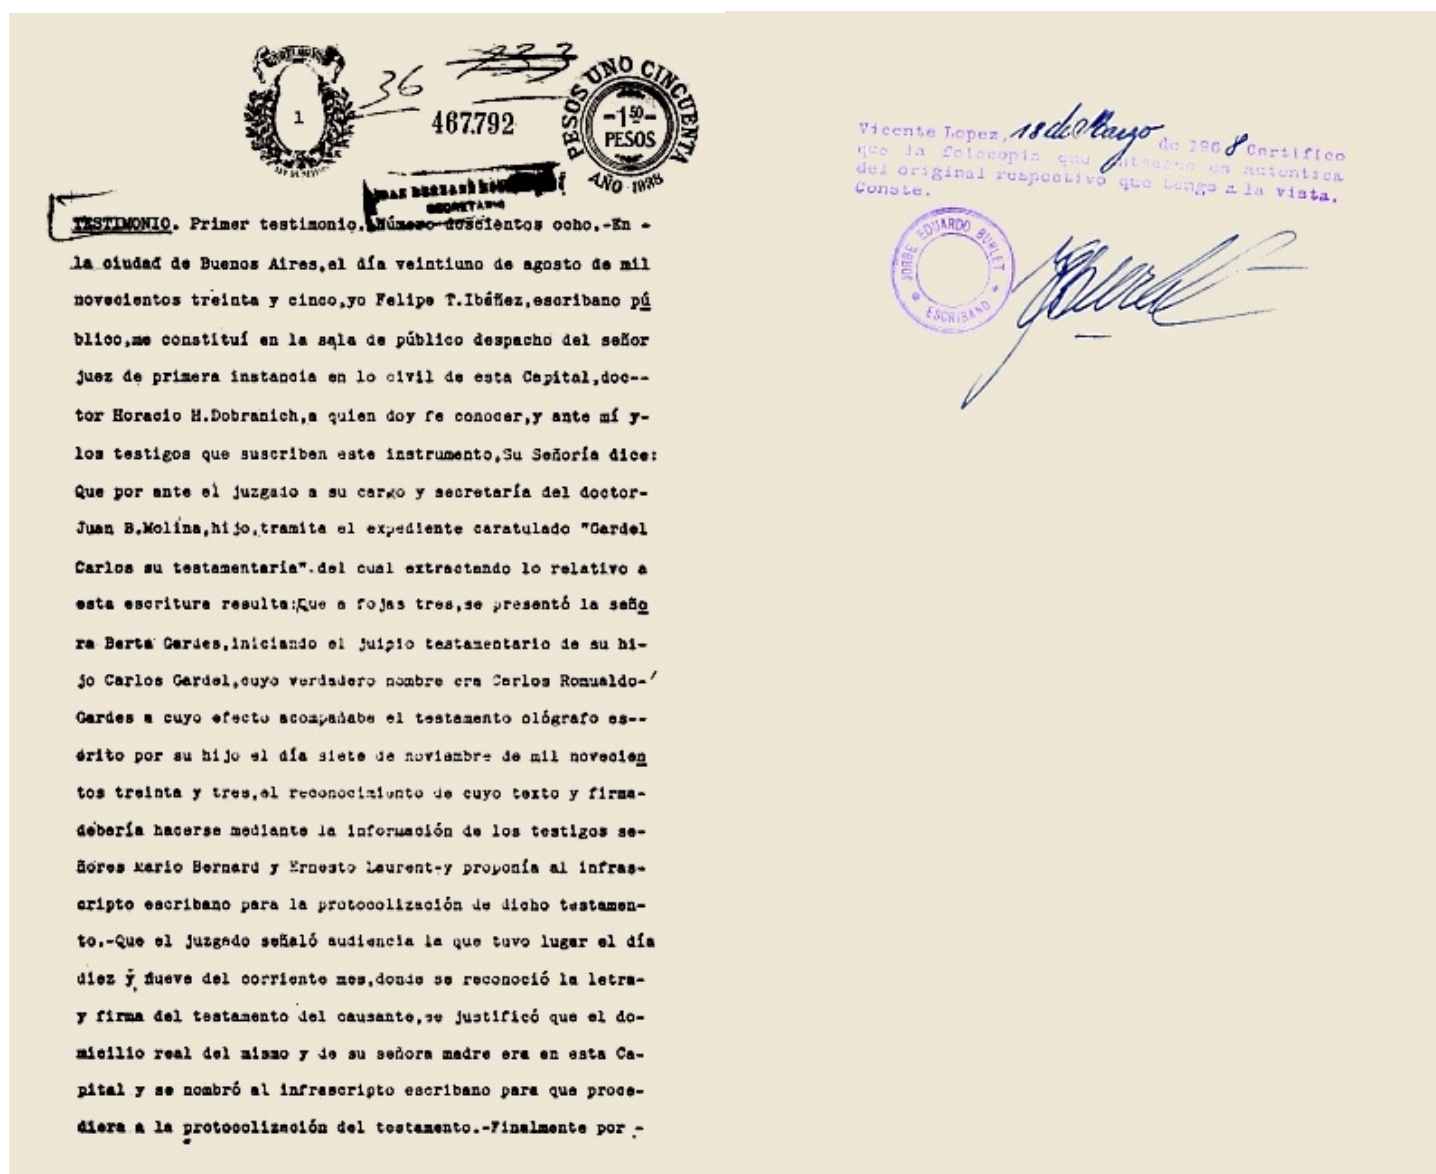 1
36
467.792
PESOS UNO CINCUENTA
-1 50-
PESOS
AÑO 1935
SECRETARIO
TESTIMONIO. Primer testimonio. Número doscientos ocho.-En -
la ciudad de Buenos Aires,el día veintiuno de agosto de mil
novecientos treinta y cinco,yo Felipe T.Ibáñez,escribano pú
blico,me constituí en la sala de público despacho del señor
juez de primera instancia en lo civil de esta Capital,doc--
tor Horacio H.Dobranich,a quien doy fe conocer,y ante mí y-
los testigos que suscriben este instrumento,Su Señoría dice:
Que por ante el juzgado a su cargo y secretaría del doctor-
Juan B.Molina,hijo,tramita el expediente caratulado "Gardel
Carlos su testamentaria".del cual extractando lo relativo a
esta escritura resulta:Que a fojas tres,se presentó la seño
ra Berta Gardes,iniciando el juicio testamentario de su hi-
jo Carlos Gardel,cuyo verdadero nombre era Carlos Romualdo-
Gardes a cuyo efecto acompañaba el testamento ológrafo es--
crito por su hijo el día siete de noviembre de mil novecien
tos treinta y tres,el reconocimiento de cuyo texto y firma-
debería hacerse mediante la información de los testigos se-
ñores Mario Bernard y Ernesto Laurent-y proponía al infras-
cripto escribano para la protocolización de dicho testamen-
to.-Que el juzgado señaló audiencia la que tuvo lugar el día
diez y nueve del corriente mes,donde se reconoció la letra-
y firma del testamento del causante,se justificó que el do-
micilio real del mismo y de su señora madre era en esta Ca-
pital y se nombró al infrascripto escribano para que proce-
diera a la protocolización del testamento.-Finalmente por -
Vicente Lopez, 18 de Marzo de 1968 Certifico
que la fotocopia que antecede es autentica
del original respectivo que tengo a la vista.
Conste.
JORGE EDUARDO BURLET
ESCRIBANO